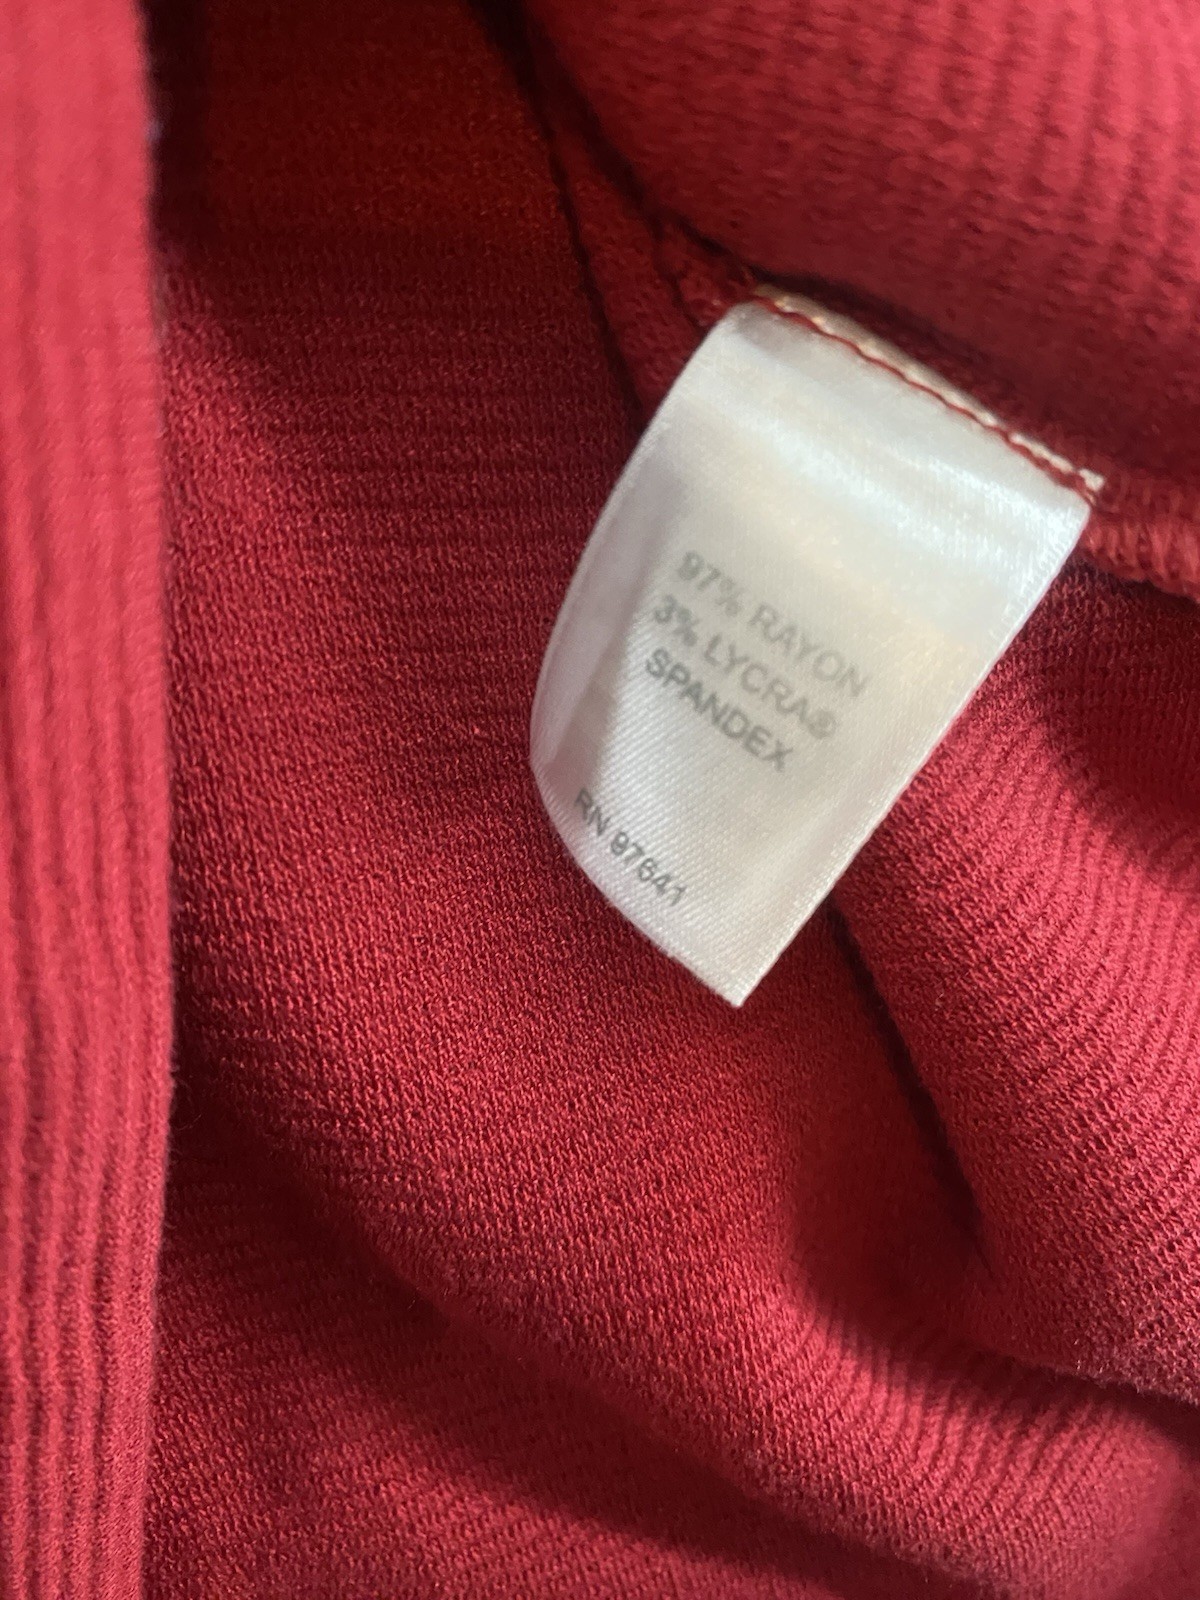 97% RAYON
3% LYCRA®
SPANDEX
RN 97641